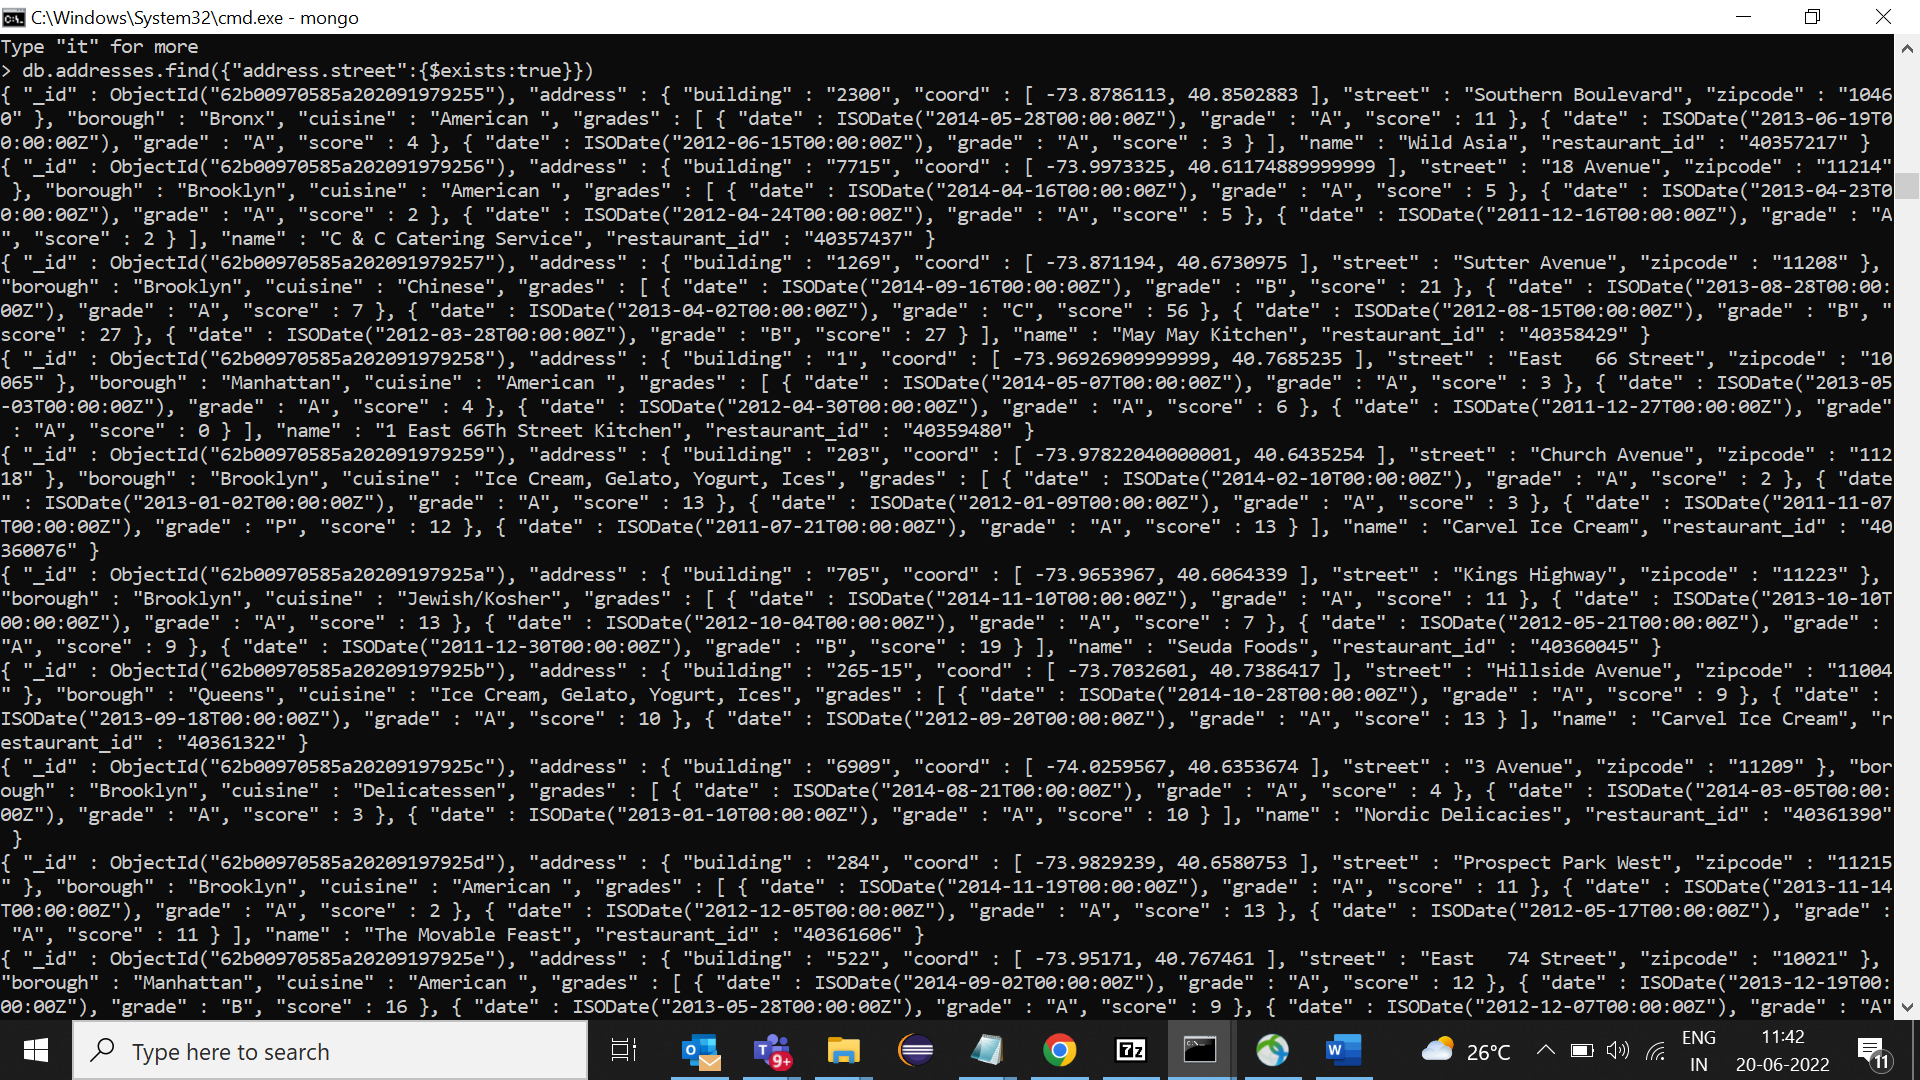 C:\Windows\System32\cmd.exe - mongo
Type "it" for more
> db.addresses.find({"address.street":{$exists:true}})
{ "_id" : ObjectId("62b00970585a202091979255"), "address" : { "building" : "2300", "coord" : [ -73.8786113, 40.8502883 ], "street" : "Southern Boulevard", "zipcode" : "1046
0" }, "borough" : "Bronx", "cuisine" : "American ", "grades" : [ { "date" : ISODate("2014-05-28T00:00:00Z"), "grade" : "A", "score" : 11 }, { "date" : ISODate("2013-06-19T0
0:00:00Z"), "grade" : "A", "score" : 4 }, { "date" : ISODate("2012-06-15T00:00:00Z"), "grade" : "A", "score" : 3 } ], "name" : "Wild Asia", "restaurant_id" : "40357217" }
{ "_id" : ObjectId("62b00970585a202091979256"), "address" : { "building" : "7715", "coord" : [ -73.9973325, 40.61174889999999 ], "street" : "18 Avenue", "zipcode" : "11214"
 }, "borough" : "Brooklyn", "cuisine" : "American ", "grades" : [ { "date" : ISODate("2014-04-16T00:00:00Z"), "grade" : "A", "score" : 5 }, { "date" : ISODate("2013-04-23T0
0:00:00Z"), "grade" : "A", "score" : 2 }, { "date" : ISODate("2012-04-24T00:00:00Z"), "grade" : "A", "score" : 5 }, { "date" : ISODate("2011-12-16T00:00:00Z"), "grade" : "A
", "score" : 2 } ], "name" : "C & C Catering Service", "restaurant_id" : "40357437" }
{ "_id" : ObjectId("62b00970585a202091979257"), "address" : { "building" : "1269", "coord" : [ -73.871194, 40.6730975 ], "street" : "Sutter Avenue", "zipcode" : "11208" },
"borough" : "Brooklyn", "cuisine" : "Chinese", "grades" : [ { "date" : ISODate("2014-09-16T00:00:00Z"), "grade" : "B", "score" : 21 }, { "date" : ISODate("2013-08-28T00:00:
00Z"), "grade" : "A", "score" : 7 }, { "date" : ISODate("2013-04-02T00:00:00Z"), "grade" : "C", "score" : 56 }, { "date" : ISODate("2012-08-15T00:00:00Z"), "grade" : "B", "
score" : 27 }, { "date" : ISODate("2012-03-28T00:00:00Z"), "grade" : "B", "score" : 27 } ], "name" : "May May Kitchen", "restaurant_id" : "40358429" }
{ "_id" : ObjectId("62b00970585a202091979258"), "address" : { "building" : "1", "coord" : [ -73.96926909999999, 40.7685235 ], "street" : "East   66 Street", "zipcode" : "10
065" }, "borough" : "Manhattan", "cuisine" : "American ", "grades" : [ { "date" : ISODate("2014-05-07T00:00:00Z"), "grade" : "A", "score" : 3 }, { "date" : ISODate("2013-05
-03T00:00:00Z"), "grade" : "A", "score" : 4 }, { "date" : ISODate("2012-04-30T00:00:00Z"), "grade" : "A", "score" : 6 }, { "date" : ISODate("2011-12-27T00:00:00Z"), "grade"
 : "A", "score" : 0 } ], "name" : "1 East 66Th Street Kitchen", "restaurant_id" : "40359480" }
{ "_id" : ObjectId("62b00970585a202091979259"), "address" : { "building" : "203", "coord" : [ -73.97822040000001, 40.6435254 ], "street" : "Church Avenue", "zipcode" : "112
18" }, "borough" : "Brooklyn", "cuisine" : "Ice Cream, Gelato, Yogurt, Ices", "grades" : [ { "date" : ISODate("2014-02-10T00:00:00Z"), "grade" : "A", "score" : 2 }, { "date
" : ISODate("2013-01-02T00:00:00Z"), "grade" : "A", "score" : 13 }, { "date" : ISODate("2012-01-09T00:00:00Z"), "grade" : "A", "score" : 3 }, { "date" : ISODate("2011-11-07
T00:00:00Z"), "grade" : "P", "score" : 12 }, { "date" : ISODate("2011-07-21T00:00:00Z"), "grade" : "A", "score" : 13 } ], "name" : "Carvel Ice Cream", "restaurant_id" : "40
360076" }
{ "_id" : ObjectId("62b00970585a20209197925a"), "address" : { "building" : "705", "coord" : [ -73.9653967, 40.6064339 ], "street" : "Kings Highway", "zipcode" : "11223" },
"borough" : "Brooklyn", "cuisine" : "Jewish/Kosher", "grades" : [ { "date" : ISODate("2014-11-10T00:00:00Z"), "grade" : "A", "score" : 11 }, { "date" : ISODate("2013-10-10T
00:00:00Z"), "grade" : "A", "score" : 13 }, { "date" : ISODate("2012-10-04T00:00:00Z"), "grade" : "A", "score" : 7 }, { "date" : ISODate("2012-05-21T00:00:00Z"), "grade" :
"A", "score" : 9 }, { "date" : ISODate("2011-12-30T00:00:00Z"), "grade" : "B", "score" : 19 } ], "name" : "Seuda Foods", "restaurant_id" : "40360045" }
{ "_id" : ObjectId("62b00970585a20209197925b"), "address" : { "building" : "265-15", "coord" : [ -73.7032601, 40.7386417 ], "street" : "Hillside Avenue", "zipcode" : "11004
" }, "borough" : "Queens", "cuisine" : "Ice Cream, Gelato, Yogurt, Ices", "grades" : [ { "date" : ISODate("2014-10-28T00:00:00Z"), "grade" : "A", "score" : 9 }, { "date" :
ISODate("2013-09-18T00:00:00Z"), "grade" : "A", "score" : 10 }, { "date" : ISODate("2012-09-20T00:00:00Z"), "grade" : "A", "score" : 13 } ], "name" : "Carvel Ice Cream", "r
estaurant_id" : "40361322" }
{ "_id" : ObjectId("62b00970585a20209197925c"), "address" : { "building" : "6909", "coord" : [ -74.0259567, 40.6353674 ], "street" : "3 Avenue", "zipcode" : "11209" }, "bor
ough" : "Brooklyn", "cuisine" : "Delicatessen", "grades" : [ { "date" : ISODate("2014-08-21T00:00:00Z"), "grade" : "A", "score" : 4 }, { "date" : ISODate("2014-03-05T00:00:
00Z"), "grade" : "A", "score" : 3 }, { "date" : ISODate("2013-01-10T00:00:00Z"), "grade" : "A", "score" : 10 } ], "name" : "Nordic Delicacies", "restaurant_id" : "40361390"
 }
{ "_id" : ObjectId("62b00970585a20209197925d"), "address" : { "building" : "284", "coord" : [ -73.9829239, 40.6580753 ], "street" : "Prospect Park West", "zipcode" : "11215
" }, "borough" : "Brooklyn", "cuisine" : "American ", "grades" : [ { "date" : ISODate("2014-11-19T00:00:00Z"), "grade" : "A", "score" : 11 }, { "date" : ISODate("2013-11-14
T00:00:00Z"), "grade" : "A", "score" : 2 }, { "date" : ISODate("2012-12-05T00:00:00Z"), "grade" : "A", "score" : 13 }, { "date" : ISODate("2012-05-17T00:00:00Z"), "grade" :
 "A", "score" : 11 } ], "name" : "The Movable Feast", "restaurant_id" : "40361606" }
{ "_id" : ObjectId("62b00970585a20209197925e"), "address" : { "building" : "522", "coord" : [ -73.95171, 40.767461 ], "street" : "East   74 Street", "zipcode" : "10021" },
"borough" : "Manhattan", "cuisine" : "American ", "grades" : [ { "date" : ISODate("2014-09-02T00:00:00Z"), "grade" : "A", "score" : 12 }, { "date" : ISODate("2013-12-19T00:
00:00Z"), "grade" : "B", "score" : 16 }, { "date" : ISODate("2013-05-28T00:00:00Z"), "grade" : "A", "score" : 9 }, { "date" : ISODate("2012-12-07T00:00:00Z"), "grade" : "A"
Type here to search
9+
7z
W
26°C
ENG
IN
11:42
20-06-2022
11